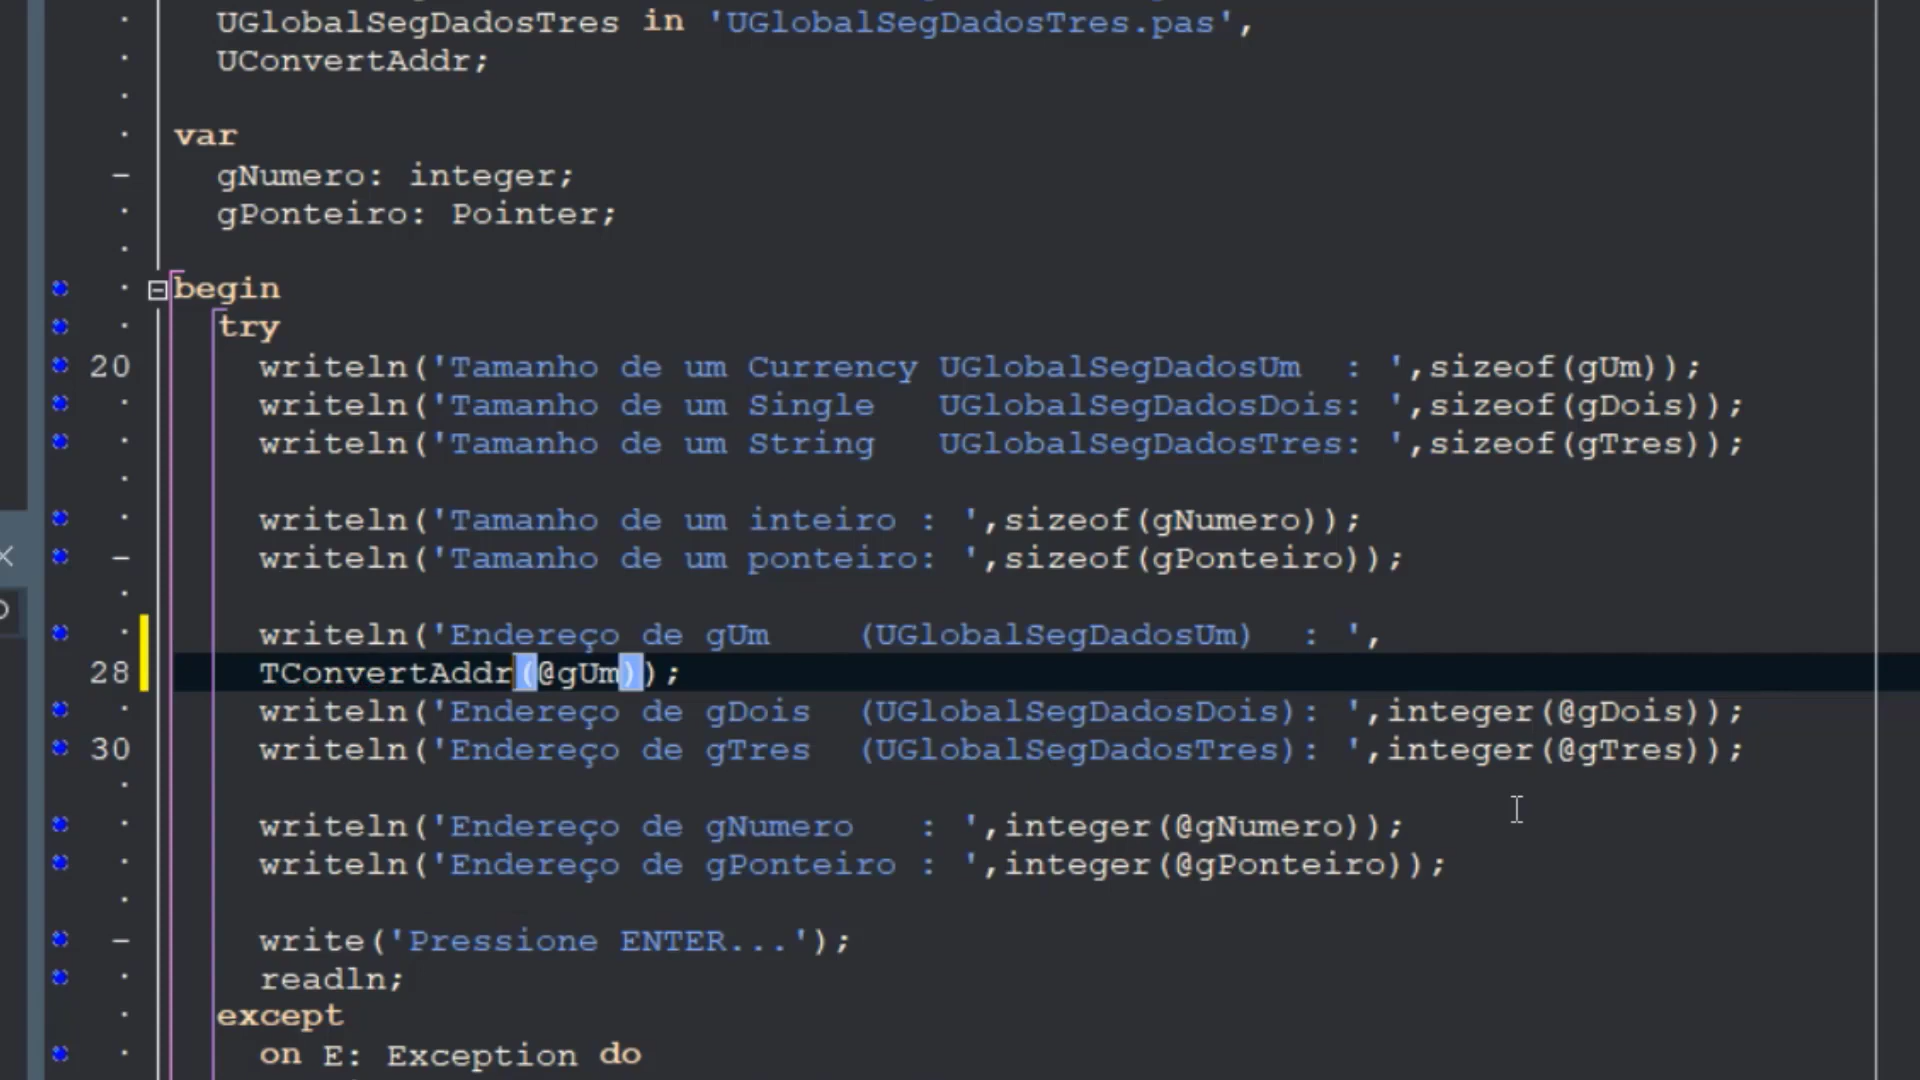 UGlobalSegDadosTres in 'UGlobalSegDadosTres.pas',
UConvertAddr;
var
gNumero: integer;
gPonteiro: Pointer;
begin
try
20 writeln('Tamanho de um Currency UGlobalSegDadosUm  : ',sizeof(gUm));
writeln('Tamanho de um Single   UGlobalSegDadosDois: ',sizeof(gDois));
writeln('Tamanho de um String   UGlobalSegDadosTres: ',sizeof(gTres));
writeln('Tamanho de um inteiro : ',sizeof(gNumero));
writeln('Tamanho de um ponteiro: ',sizeof(gPonteiro));
writeln('Endereço de gUm    (UGlobalSegDadosUm)  : ',
28 TConvertAddr(@gUm));
writeln('Endereço de gDois  (UGlobalSegDadosDois): ',integer(@gDois));
30 writeln('Endereço de gTres  (UGlobalSegDadosTres): ',integer(@gTres));
writeln('Endereço de gNumero   : ',integer(@gNumero));
writeln('Endereço de gPonteiro : ',integer(@gPonteiro));
write('Pressione ENTER...');
readln;
except
on E: Exception do